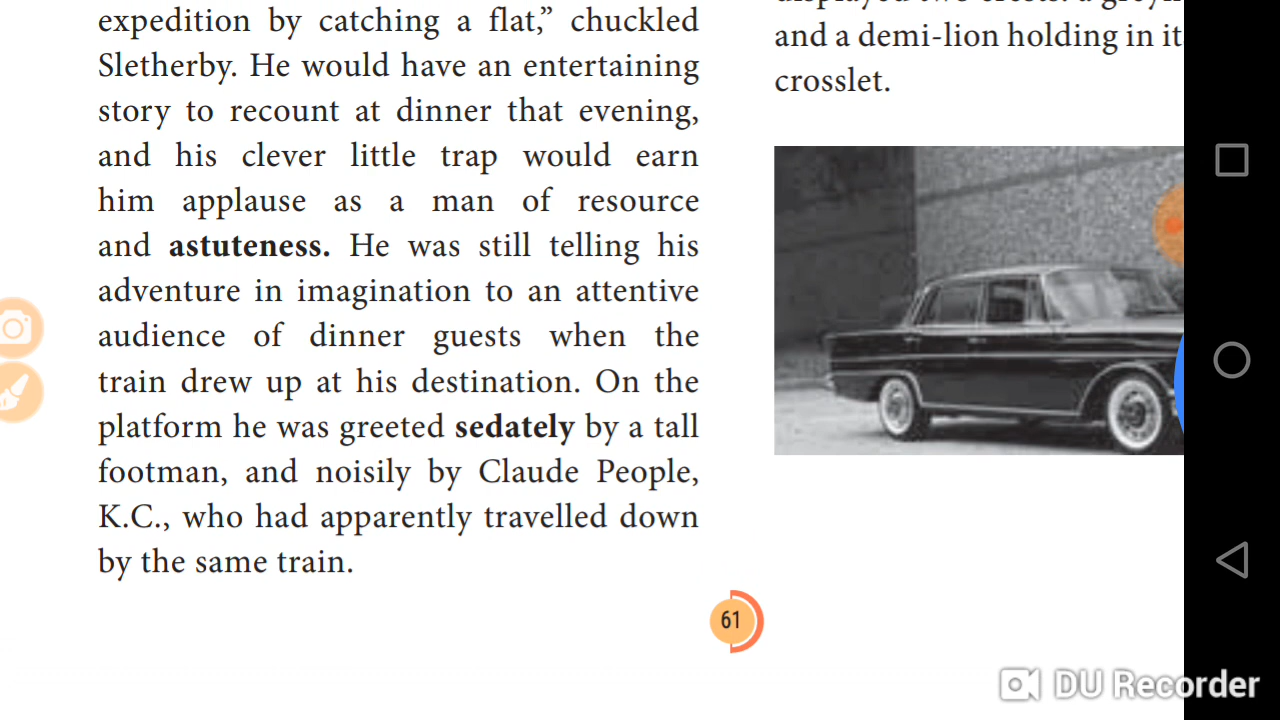 expedition by catching a flat,” chuckled
Sletherby. He would have an entertaining
story to recount at dinner that evening,
and his clever little trap would earn
him applause as a man of resource
and astuteness. He was still telling his
adventure in imagination to an attentive
audience of dinner guests when the
train drew up at his destination. On the
platform he was greeted sedately by a tall
footman, and noisily by Claude People,
K.C., who had apparently travelled down
by the same train.
and a demi-lion holding in
crosslet.
61
DU Recorder